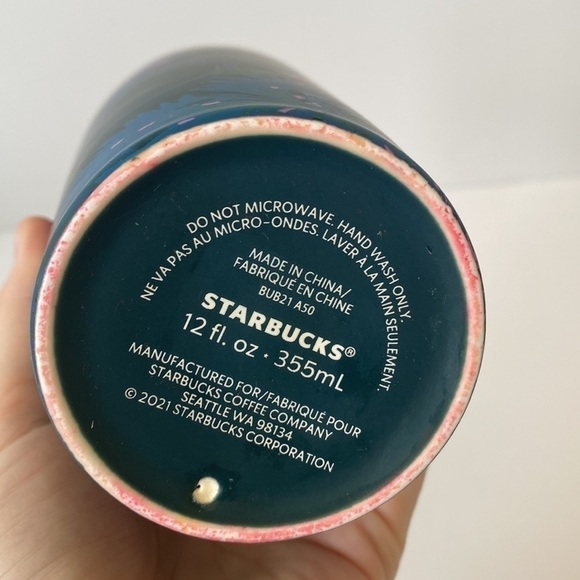 DO NOT MICROWAVE. HAND WASH ONLY.
NE VA PAS AU MICRO-ONDES. LAVER À LA MAIN SEULEMENT.
MADE IN CHINA/
FABRIQUÉ EN CHINE
BUB21 A50
STARBUCKS®
12 fl. oz · 355mL
MANUFACTURED FOR/FABRIQUÉ POUR
STARBUCKS COFFEE COMPANY
SEATTLE WA 98134
© 2021 STARBUCKS CORPORATION